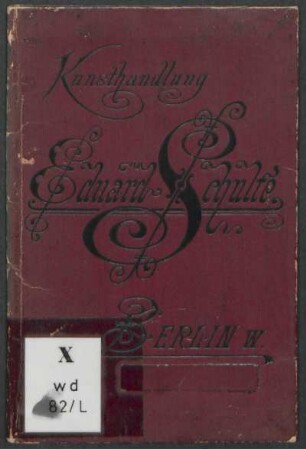 Kunsthandlung
Eduard Schulte
BERLIN W.
X
wd
82/L